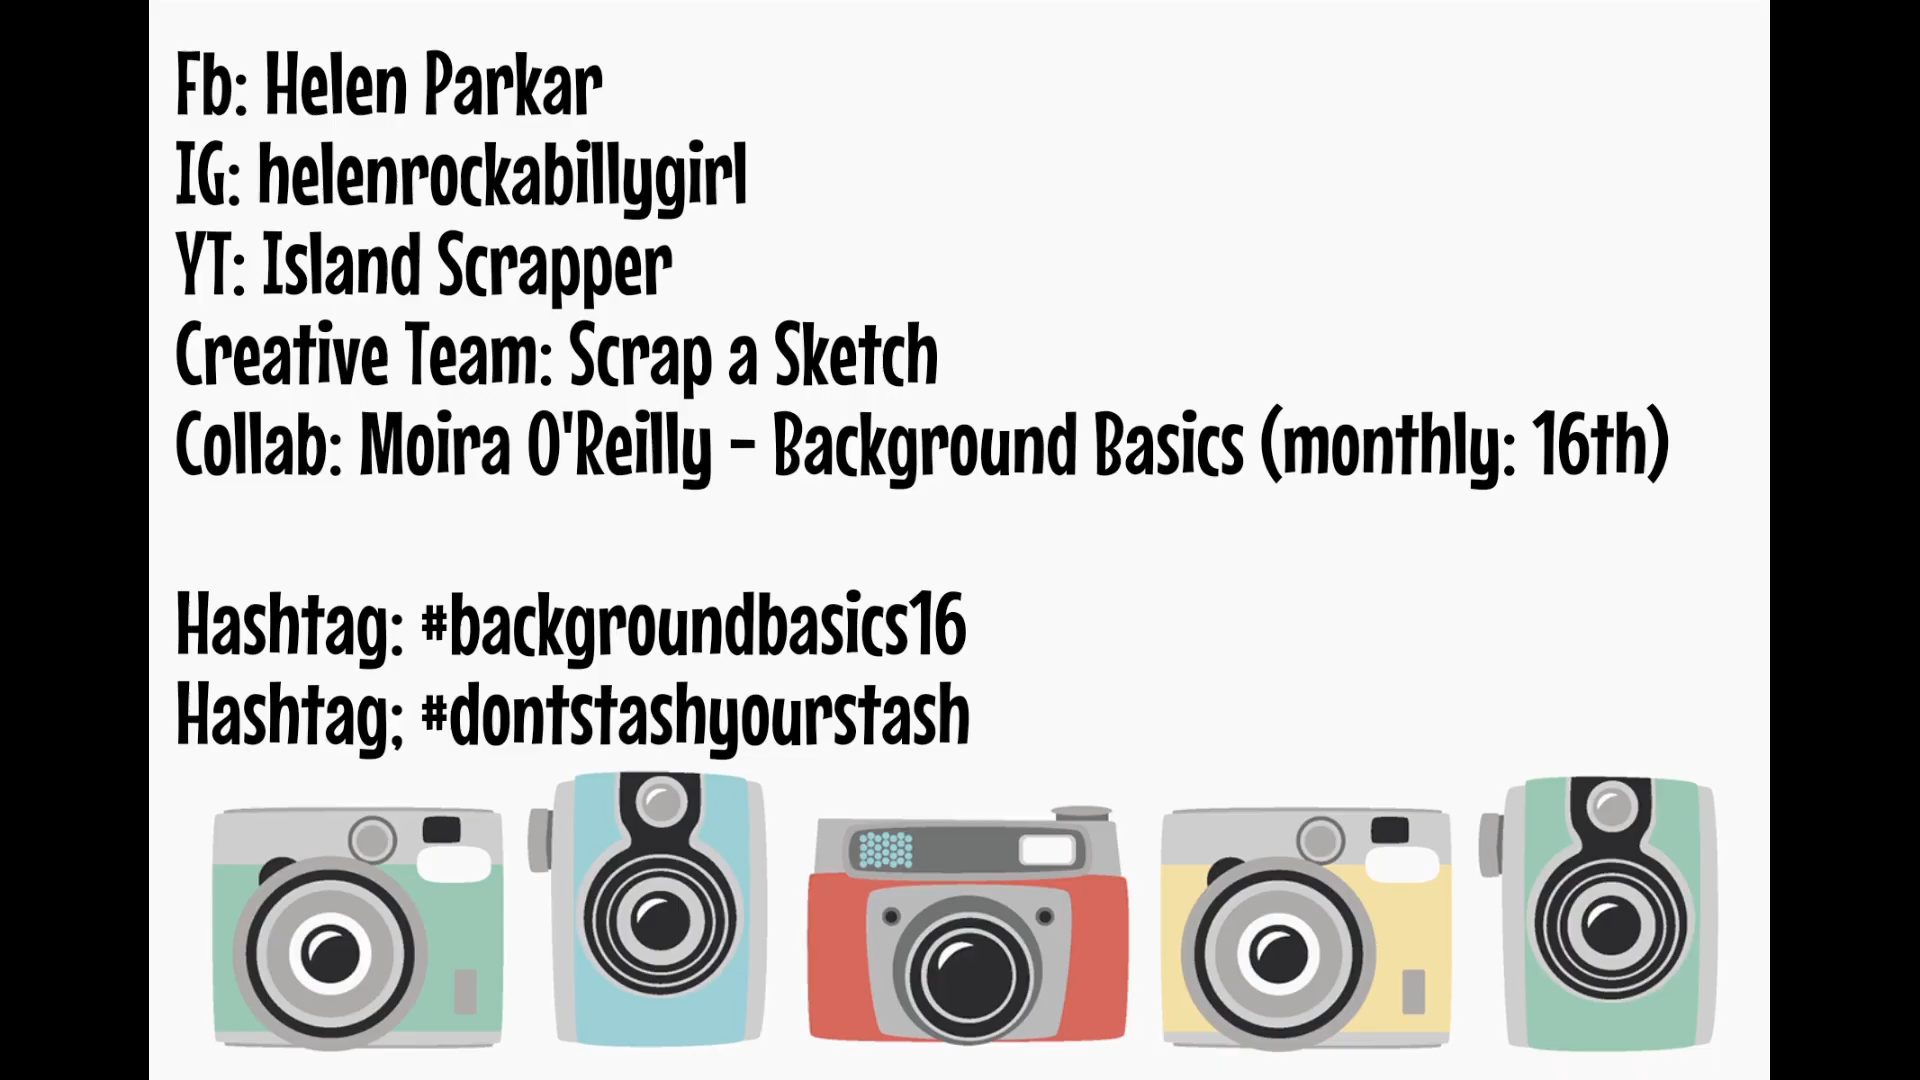 Fb: Helen Parkar
IG: helenrockabillygirl
YT: Island Scrapper
Creative Team: Scrap a Sketch
Collab: Moira O'Reilly - Background Basics (monthly: 16th)
Hashtag: #backgroundbasics16
Hashtag; #dontstashyourstash